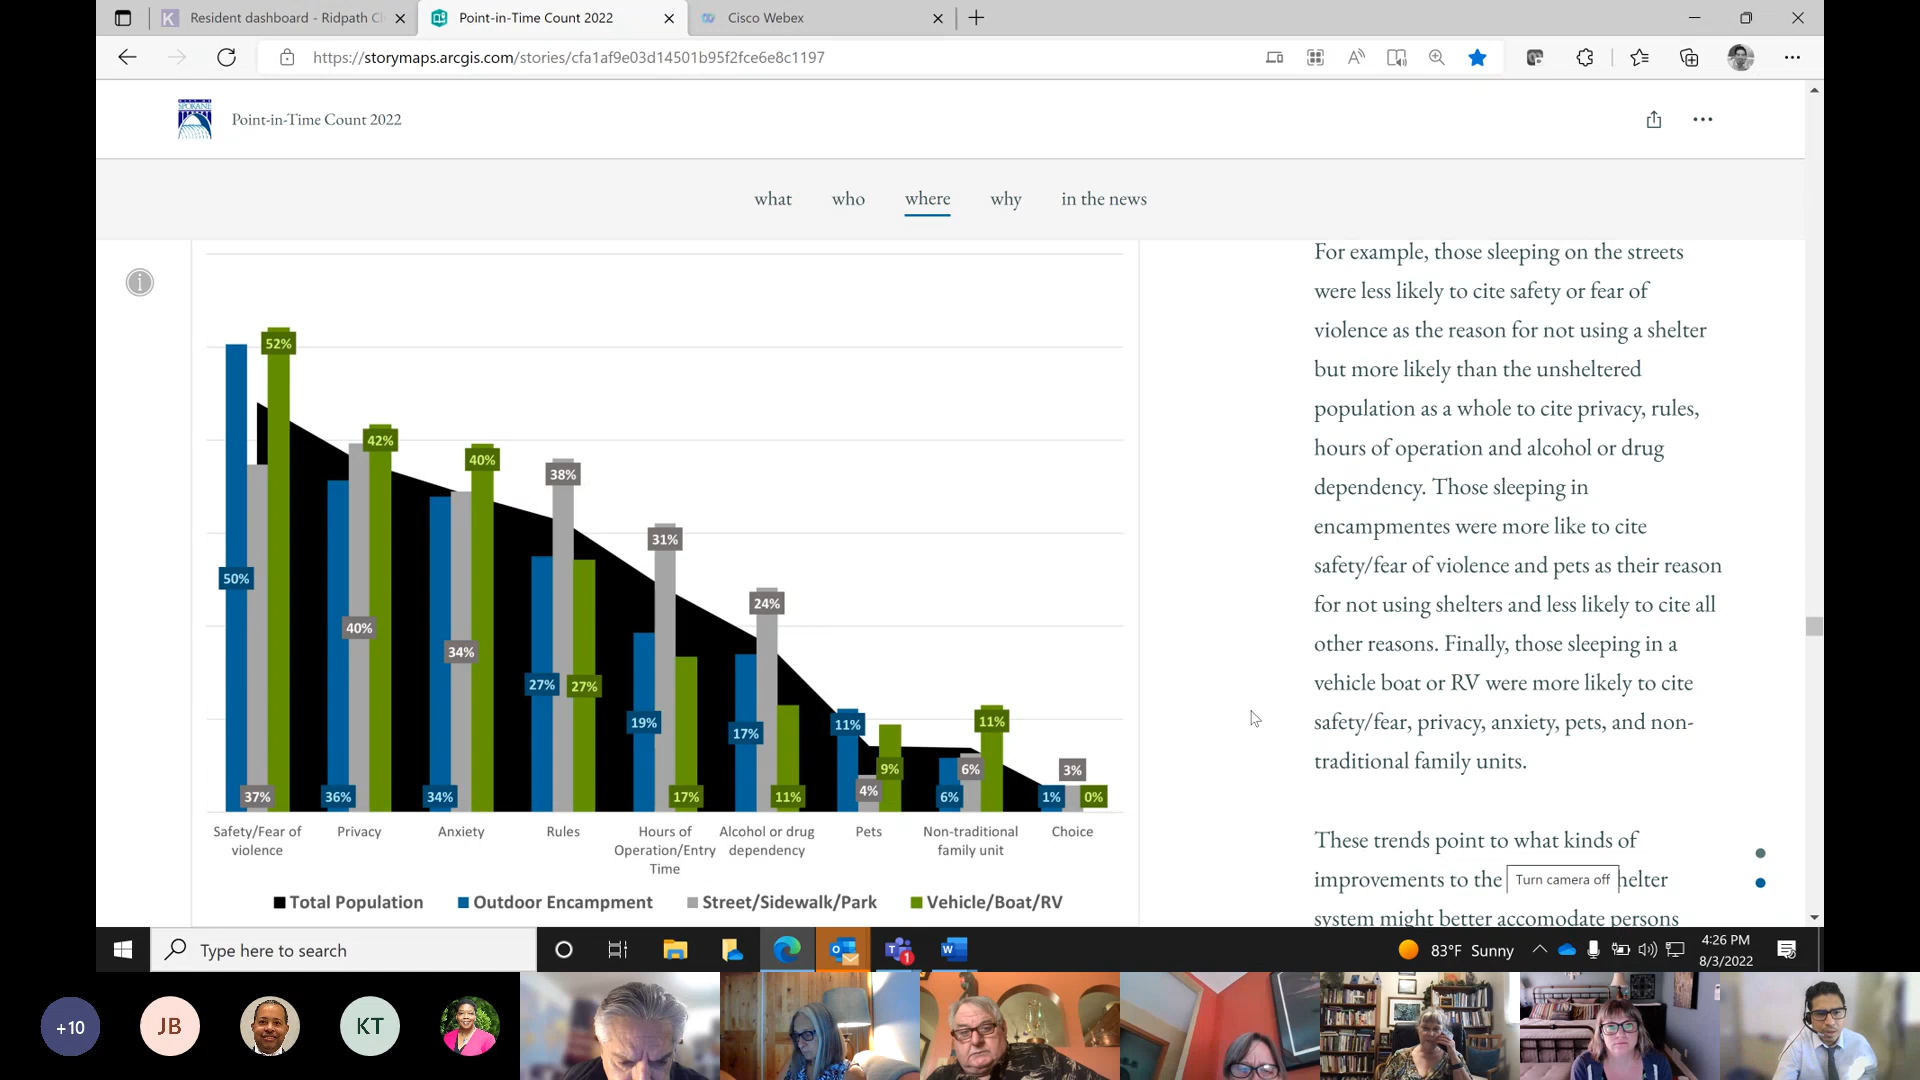 Resident dashboard - Ridpath Cl
Point-in-Time Count 2022
Cisco Webex
https://storymaps.arcgis.com/stories/cfa1af9e03d14501b95f2fce6e8c1197
SPOKANE
Point-in-Time Count 2022
what who where why in the news
For example, those sleeping on the streets
were less likely to cite safety or fear of
violence as the reason for not using a shelter
but more likely than the unsheltered
population as a whole to cite privacy, rules,
hours of operation and alcohol or drug
dependency. Those sleeping in
encampmentes were more like to cite
safety/fear of violence and pets as their reason
for not using shelters and less likely to cite all
other reasons. Finally, those sleeping in a
vehicle boat or RV were more likely to cite
safety/fear, privacy, anxiety, pets, and non-
traditional family units.
These trends point to what kinds of
improvements to the helter
Turn camera off
system might better accomodate persons
50% 37% 52%
36% 40% 42%
34% 34% 40%
27% 38% 27%
19% 31% 17%
17% 24% 11%
11% 4% 9%
6% 6% 11%
1% 3% 0%
Safety/Fear of
violence
Privacy
Anxiety
Rules
Hours of
Operation/Entry
Time
Alcohol or drug
dependency
Pets
Non-traditional
family unit
Choice
Total Population Outdoor Encampment Street/Sidewalk/Park Vehicle/Boat/RV
Type here to search
1
83°F Sunny
4:26 PM
8/3/2022
+10
JB
KT